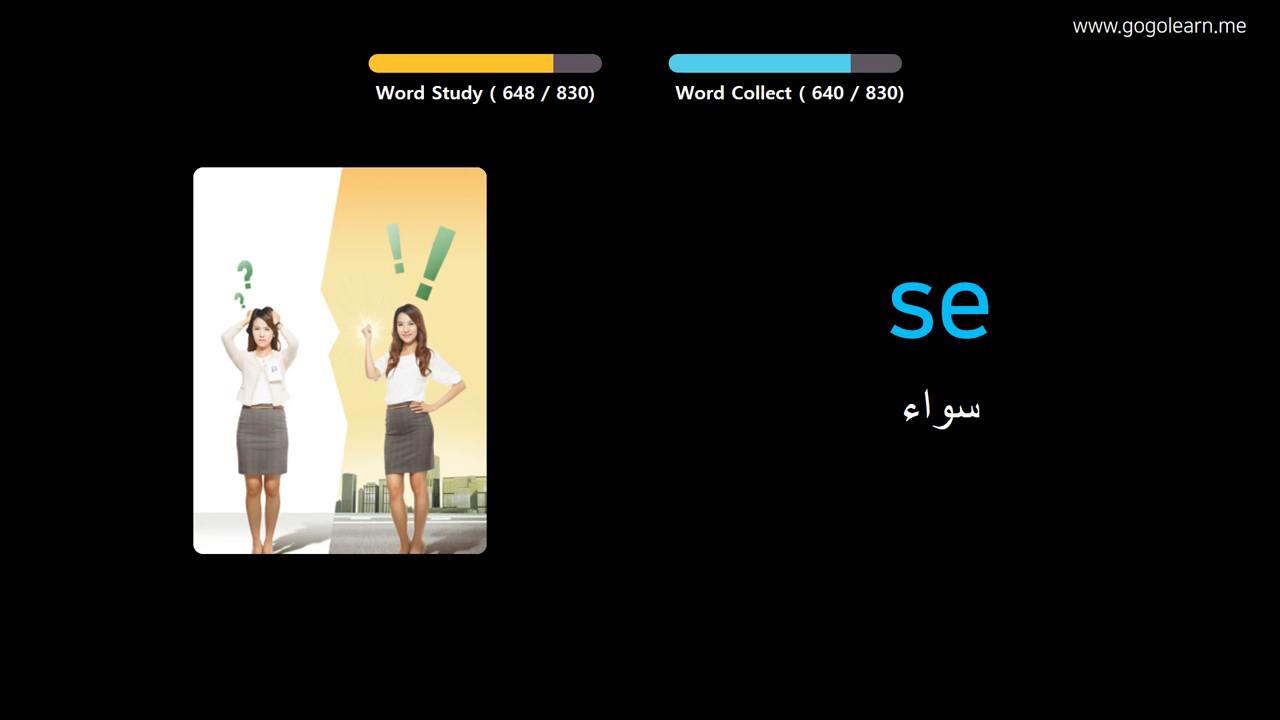 www.gogolearn.me
Word Study ( 648 / 830)
Word Collect ( 640 / 830)
? ?
! !
se
سواء